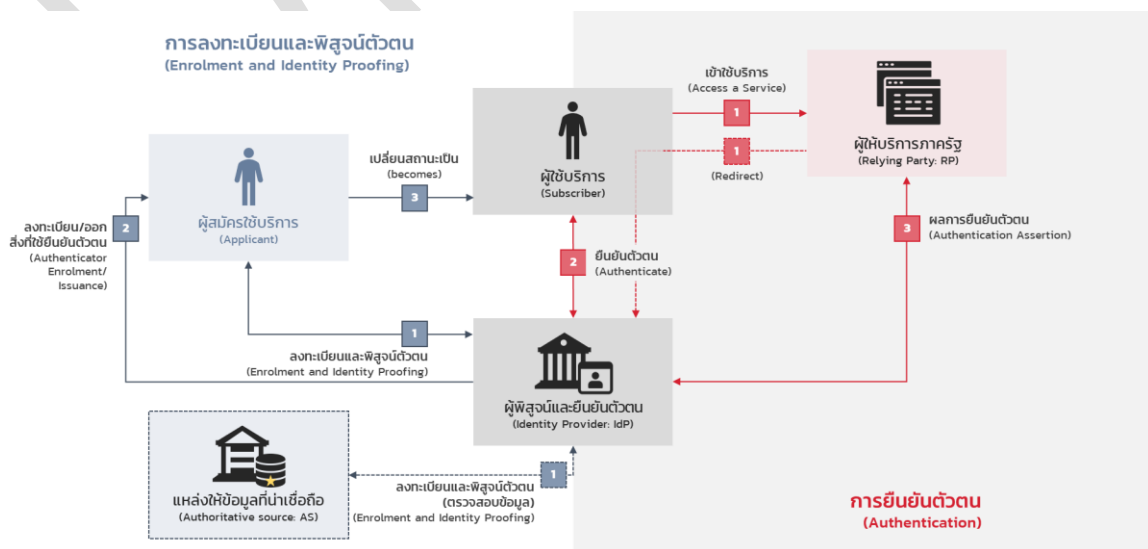 การลงทะเบียนและพิสูจน์ตัวตน
(Enrolment and Identity Proofing)
เข้าใช้บริการ
(Access a Service)
1
ผู้ให้บริการภาครัฐ
(Relying Party: RP)
1
(Redirect)
ผู้ใช้บริการ
(Subscriber)
เปลี่ยนสถานะเป็น
(becomes)
3
ผู้สมัครใช้บริการ
(Applicant)
2
ลงทะเบียน/ออก
สิ่งที่ใช้ยืนยันตัวตน
(Authenticator
Enrolment/
Issuance)
3
ผลการยืนยันตัวตน
(Authentication Assertion)
2
ยืนยันตัวตน
(Authenticate)
1
ลงทะเบียนและพิสูจน์ตัวตน
(Enrolment and Identity Proofing)
ผู้พิสูจน์และยืนยันตัวตน
(Identity Provider: IdP)
แหล่งให้ข้อมูลที่น่าเชื่อถือ
(Authoritative source: AS)
1
ลงทะเบียนและพิสูจน์ตัวตน
(ตรวจสอบข้อมูล)
(Enrolment and Identity Proofing)
การยืนยันตัวตน
(Authentication)